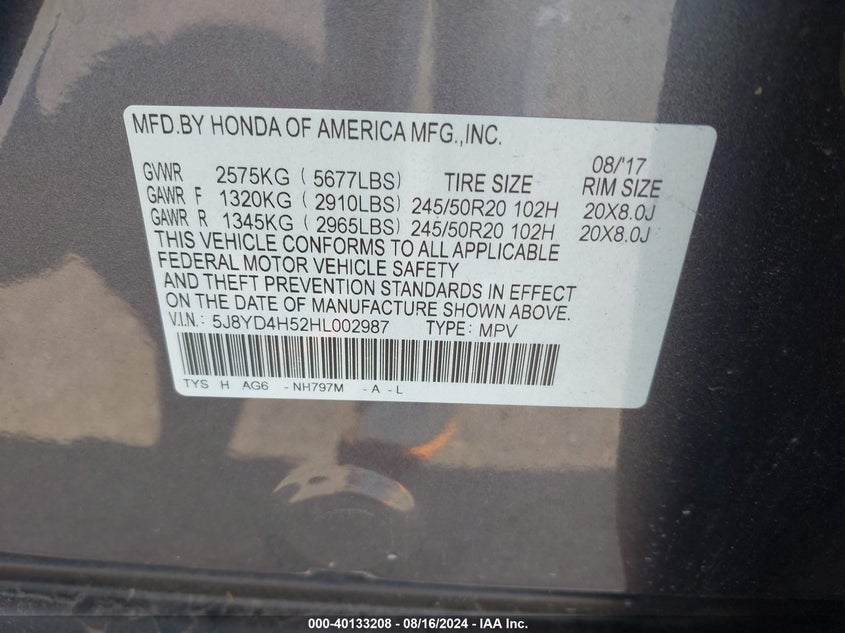 MFD.BY HONDA OF AMERICA MFG.,INC.
08/'17
GVWR 2575KG ( 5677LBS) TIRE SIZE RIM SIZE
GAWR F 1320KG ( 2910LBS) 245/50R20 102H 20X8.0J
GAWR R 1345KG ( 2965LBS) 245/50R20 102H 20X8.0J
THIS VEHICLE CONFORMS TO ALL APPLICABLE
FEDERAL MOTOR VEHICLE SAFETY
AND THEFT PREVENTION STANDARDS IN EFFECT
ON THE DATE OF MANUFACTURE SHOWN ABOVE.
V.I.N.: 5J8YD4H52HL002987 TYPE: MPV
TYS H AG6 -NH797M -A -L
000-40133208 - 08/16/2024 - IAA Inc.